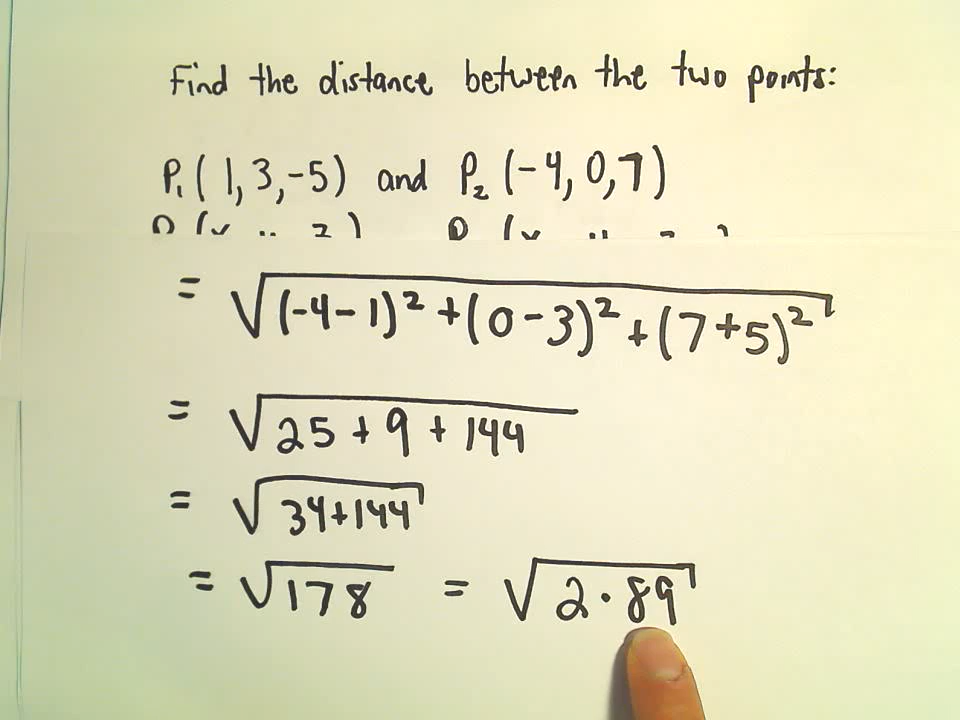 Find the distance between the two points:
P₁(1,3,-5) and P₂(-4,0,7)
= √((-4-1)² + (0-3)² + (7+5)²)
= √(25 + 9 + 144)
= √(34+144)
= √178 = √(2·89)